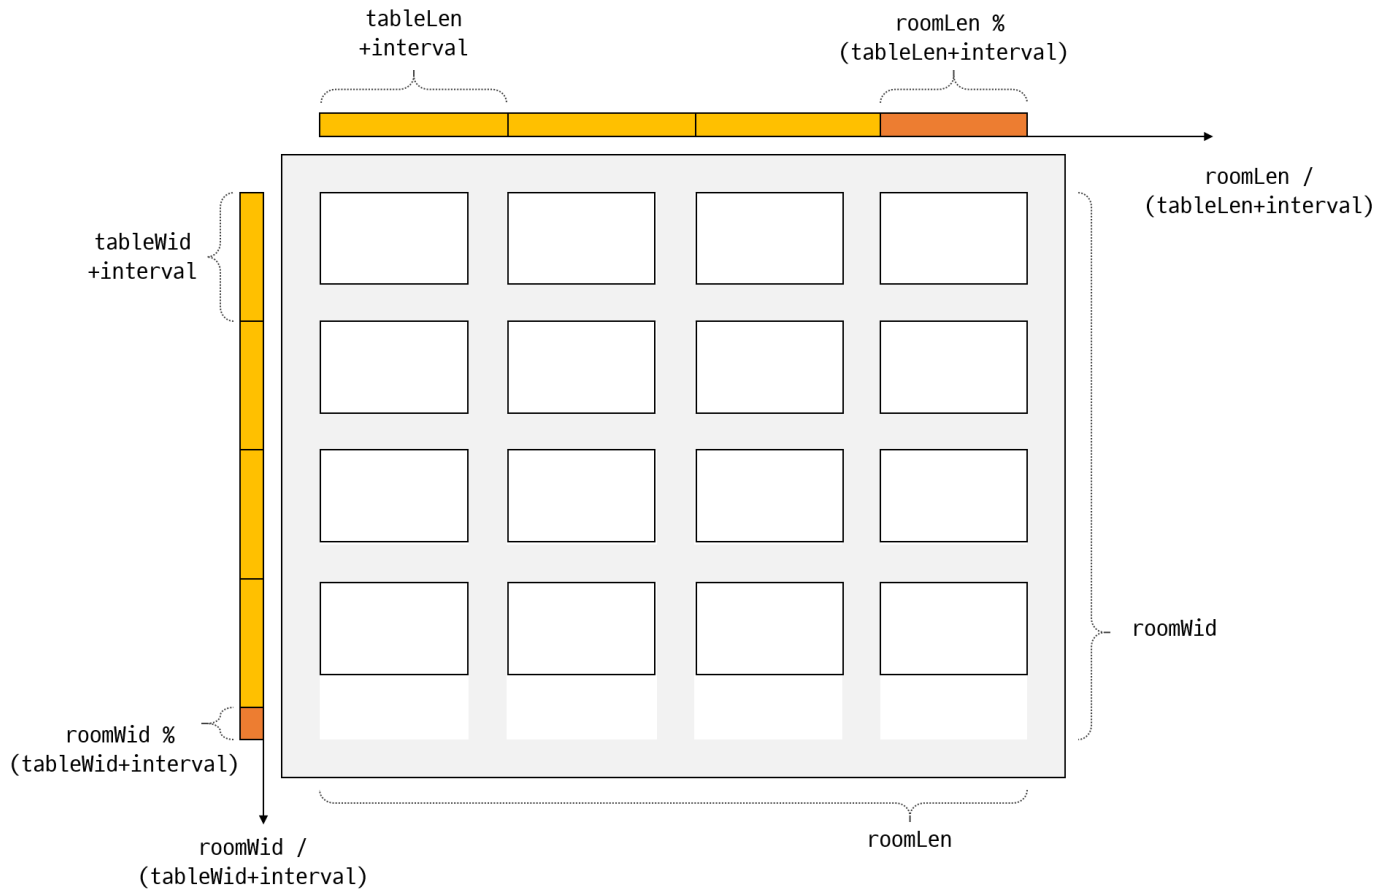 tableLen
+interval
roomLen %
(tableLen+interval)
roomLen /
(tableLen+interval)
tableWid
+interval
roomWid
roomWid %
(tableWid+interval)
roomLen
roomWid /
(tableWid+interval)